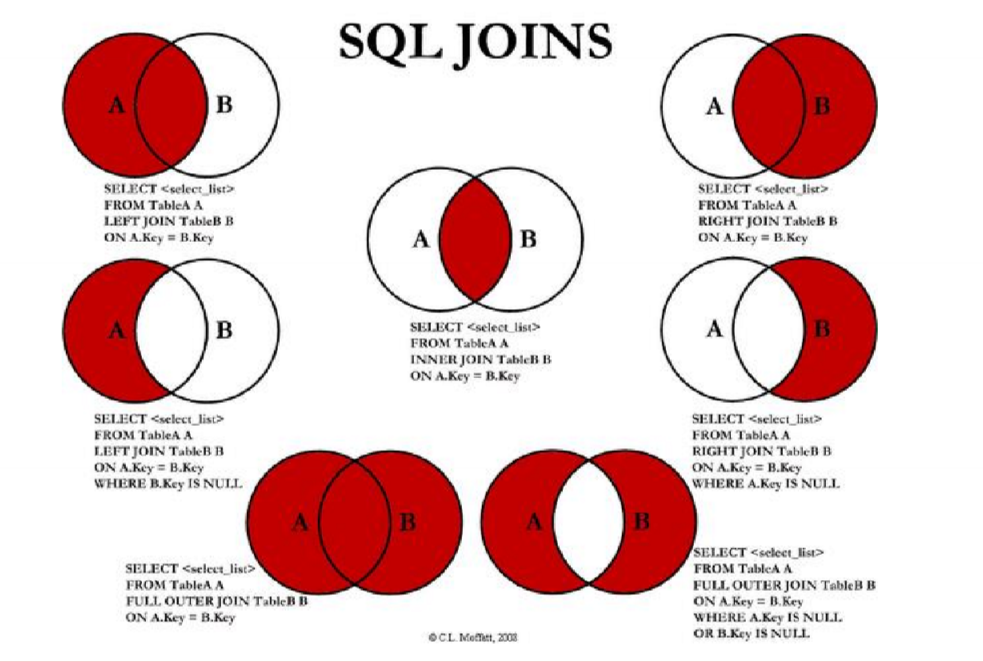 SQL JOINS
A
B
SELECT <select_list>
FROM TableA A
LEFT JOIN TableB B
ON A.Key = B.Key
A
B
SELECT <select_list>
FROM TableA A
RIGHT JOIN TableB B
ON A.Key = B.Key
A
B
SELECT <select_list>
FROM TableA A
INNER JOIN TableB B
ON A.Key = B.Key
A
B
SELECT <select_list>
FROM TableA A
LEFT JOIN TableB B
ON A.Key = B.Key
WHERE B.Key IS NULL
A
B
SELECT <select_list>
FROM TableA A
RIGHT JOIN TableB B
ON A.Key = B.Key
WHERE A.Key IS NULL
A
B
SELECT <select_list>
FROM TableA A
FULL OUTER JOIN TableB B
ON A.Key = B.Key
A
B
SELECT <select_list>
FROM TableA A
FULL OUTER JOIN TableB B
ON A.Key = B.Key
WHERE A.Key IS NULL
OR B.Key IS NULL
© C.L. Moffatt, 2008